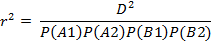 r² = D² / P(A1)P(A2)P(B1)P(B2)